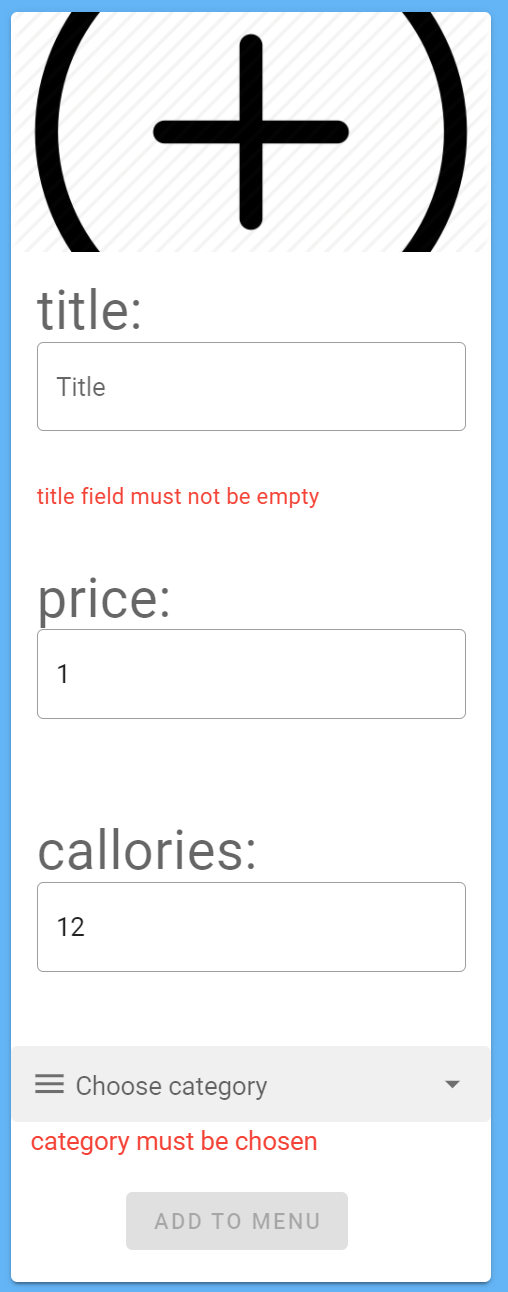 title:
Title
title field must not be empty
price:
1
callories:
12
Choose category
category must be chosen
ADD TO MENU